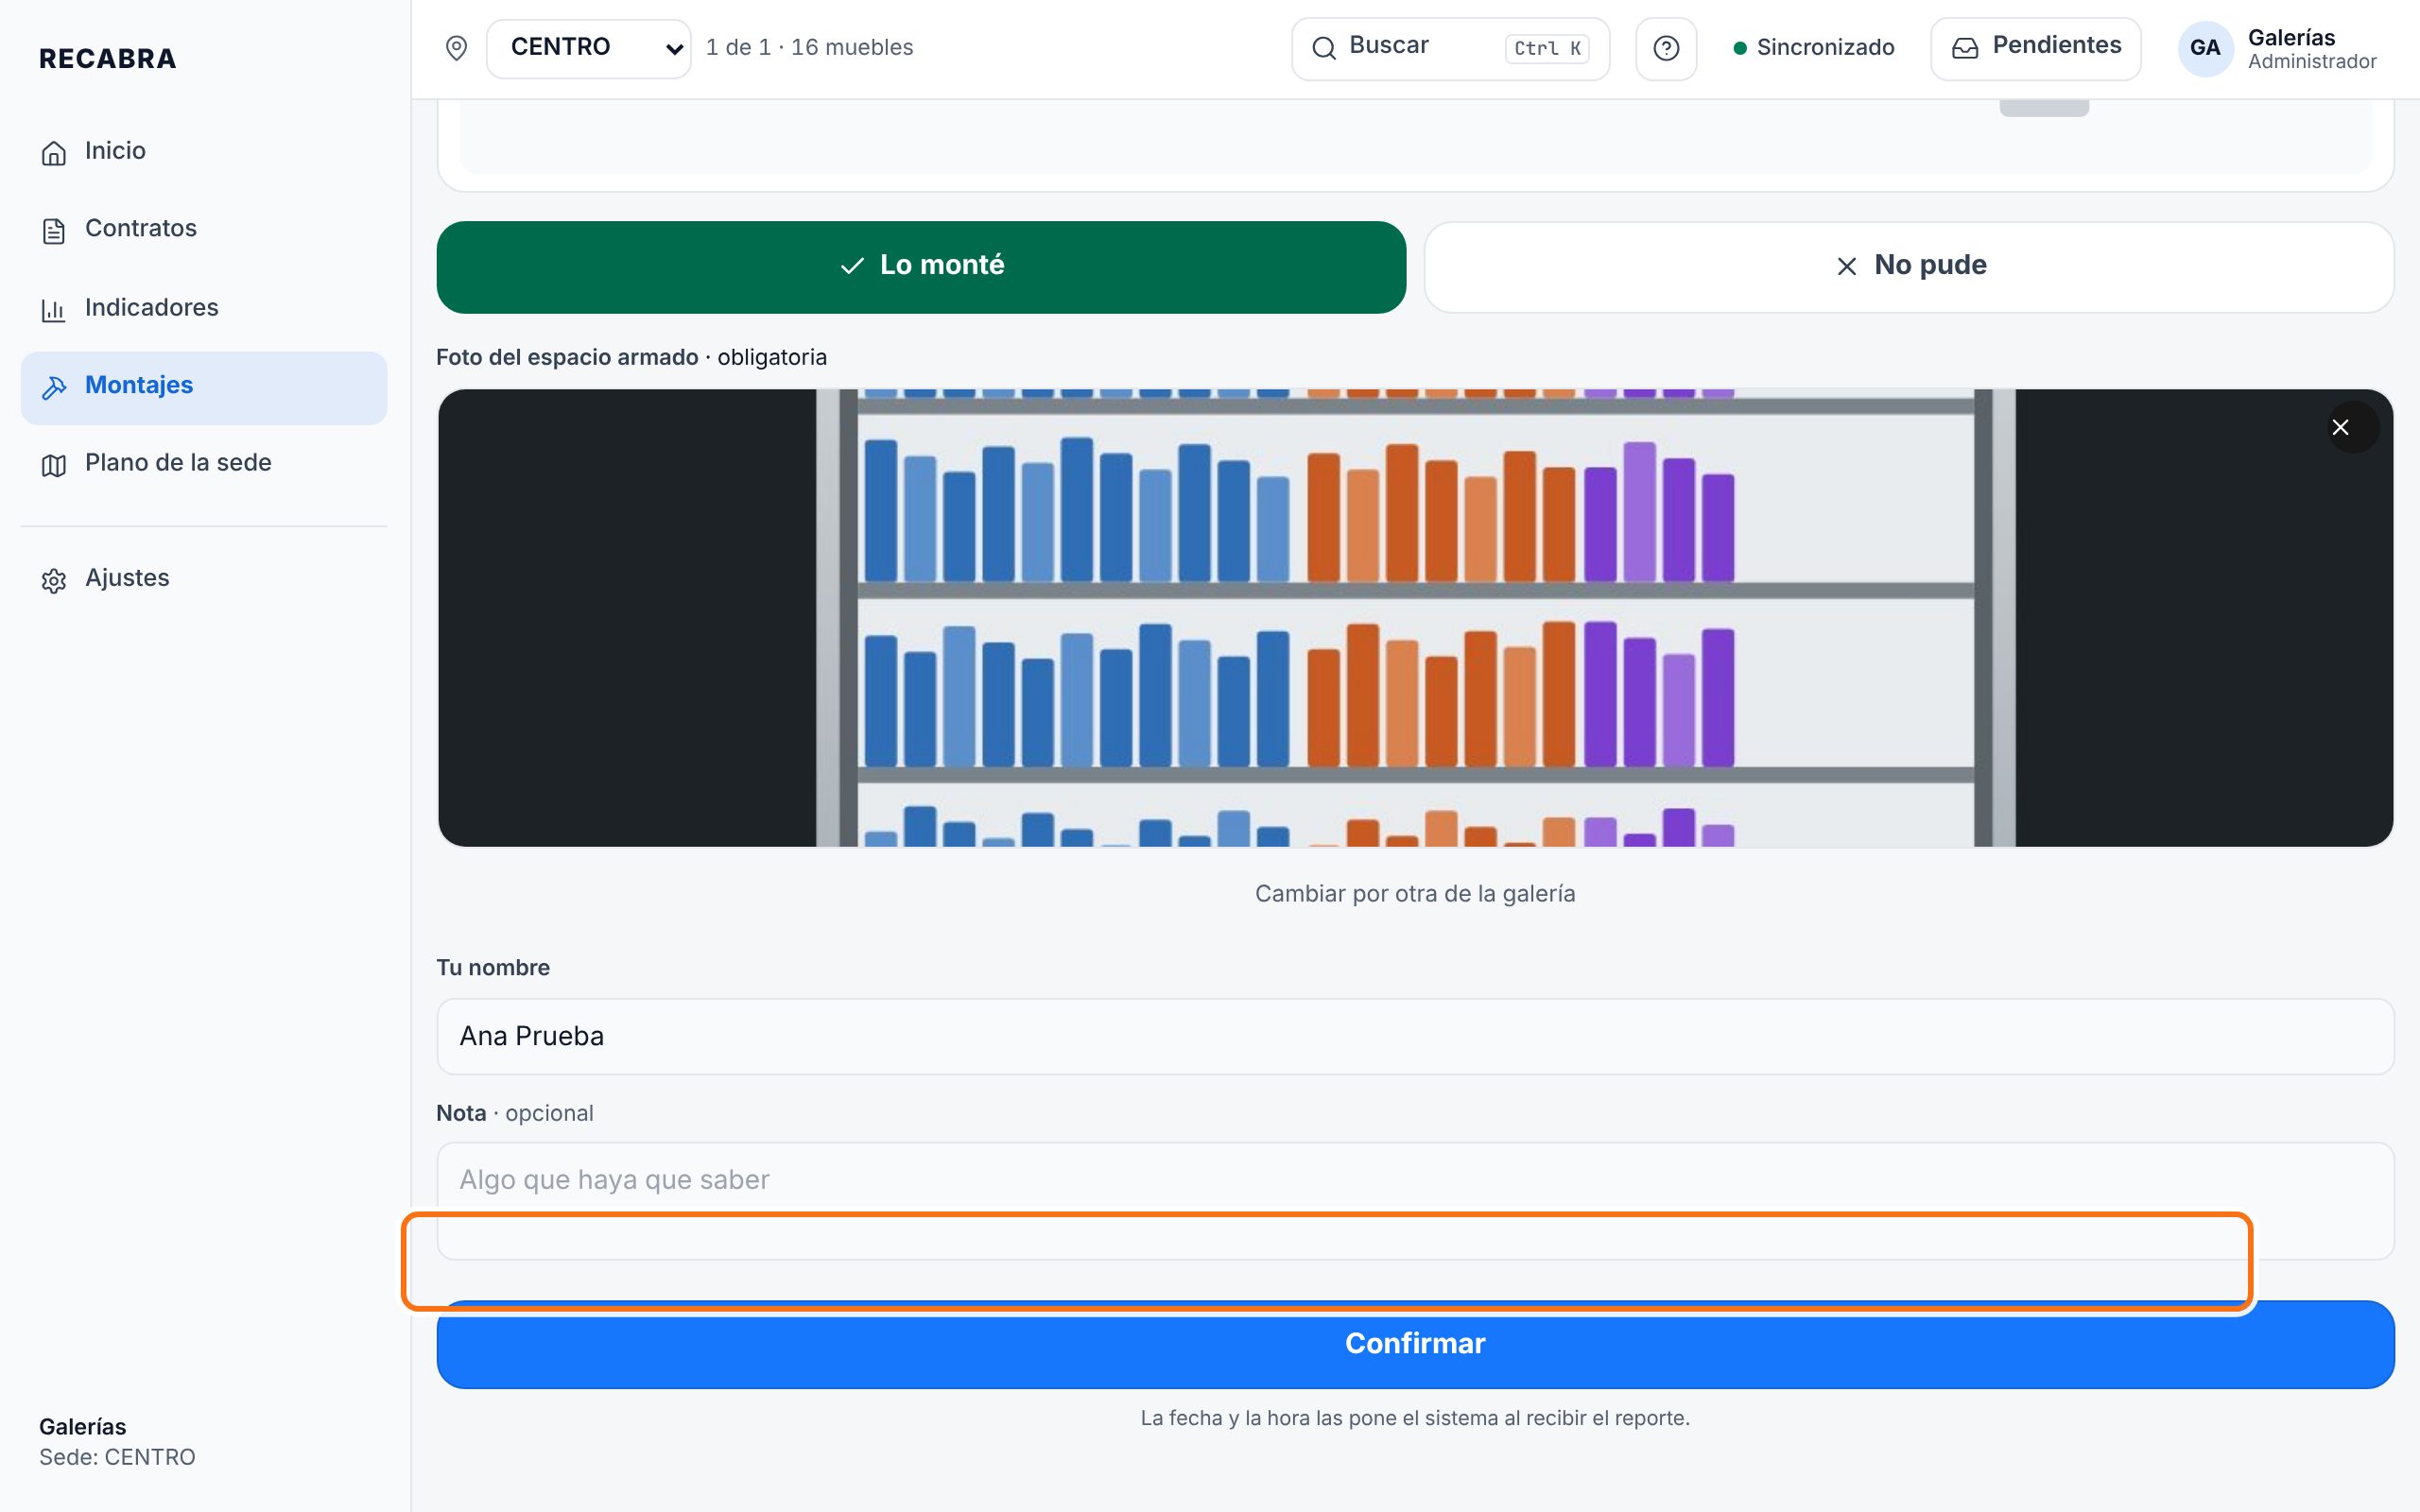 RECABRA
Inicio
Contratos
Indicadores
Montajes
Plano de la sede
Ajustes
Galerías
Sede: CENTRO
CENTRO
1 de 1 · 16 muebles
Buscar
Ctrl K
Sincronizado
Pendientes
GA
Galerías
Administrador
Lo monté
No pude
Foto del espacio armado · obligatoria
Cambiar por otra de la galería
Tu nombre
Ana Prueba
Nota · opcional
Algo que haya que saber
Confirmar
La fecha y la hora las pone el sistema al recibir el reporte.